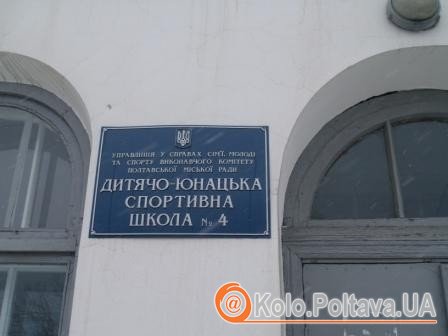 УПРАВЛІННЯ У СПРАВАХ СІМ'Ї, МОЛОДІ
ТА СПОРТУ ВИКОНАВЧОГО КОМІТЕТУ
ПОЛТАВСЬКОЇ МІСЬКОЇ РАДИ
ДИТЯЧО-ЮНАЦЬКА
СПОРТИВНА
ШКОЛА № 4
@Kolo.Poltava.UA